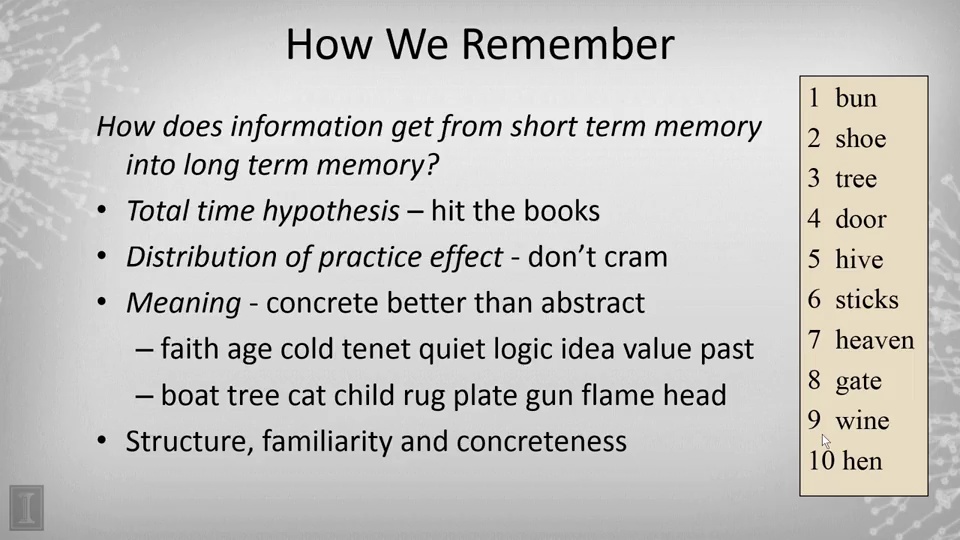 How We Remember
How does information get from short term memory
into long term memory?
• Total time hypothesis – hit the books
• Distribution of practice effect - don’t cram
• Meaning - concrete better than abstract
– faith age cold tenet quiet logic idea value past
– boat tree cat child rug plate gun flame head
• Structure, familiarity and concreteness
1 bun
2 shoe
3 tree
4 door
5 hive
6 sticks
7 heaven
8 gate
9 wine
10 hen
I